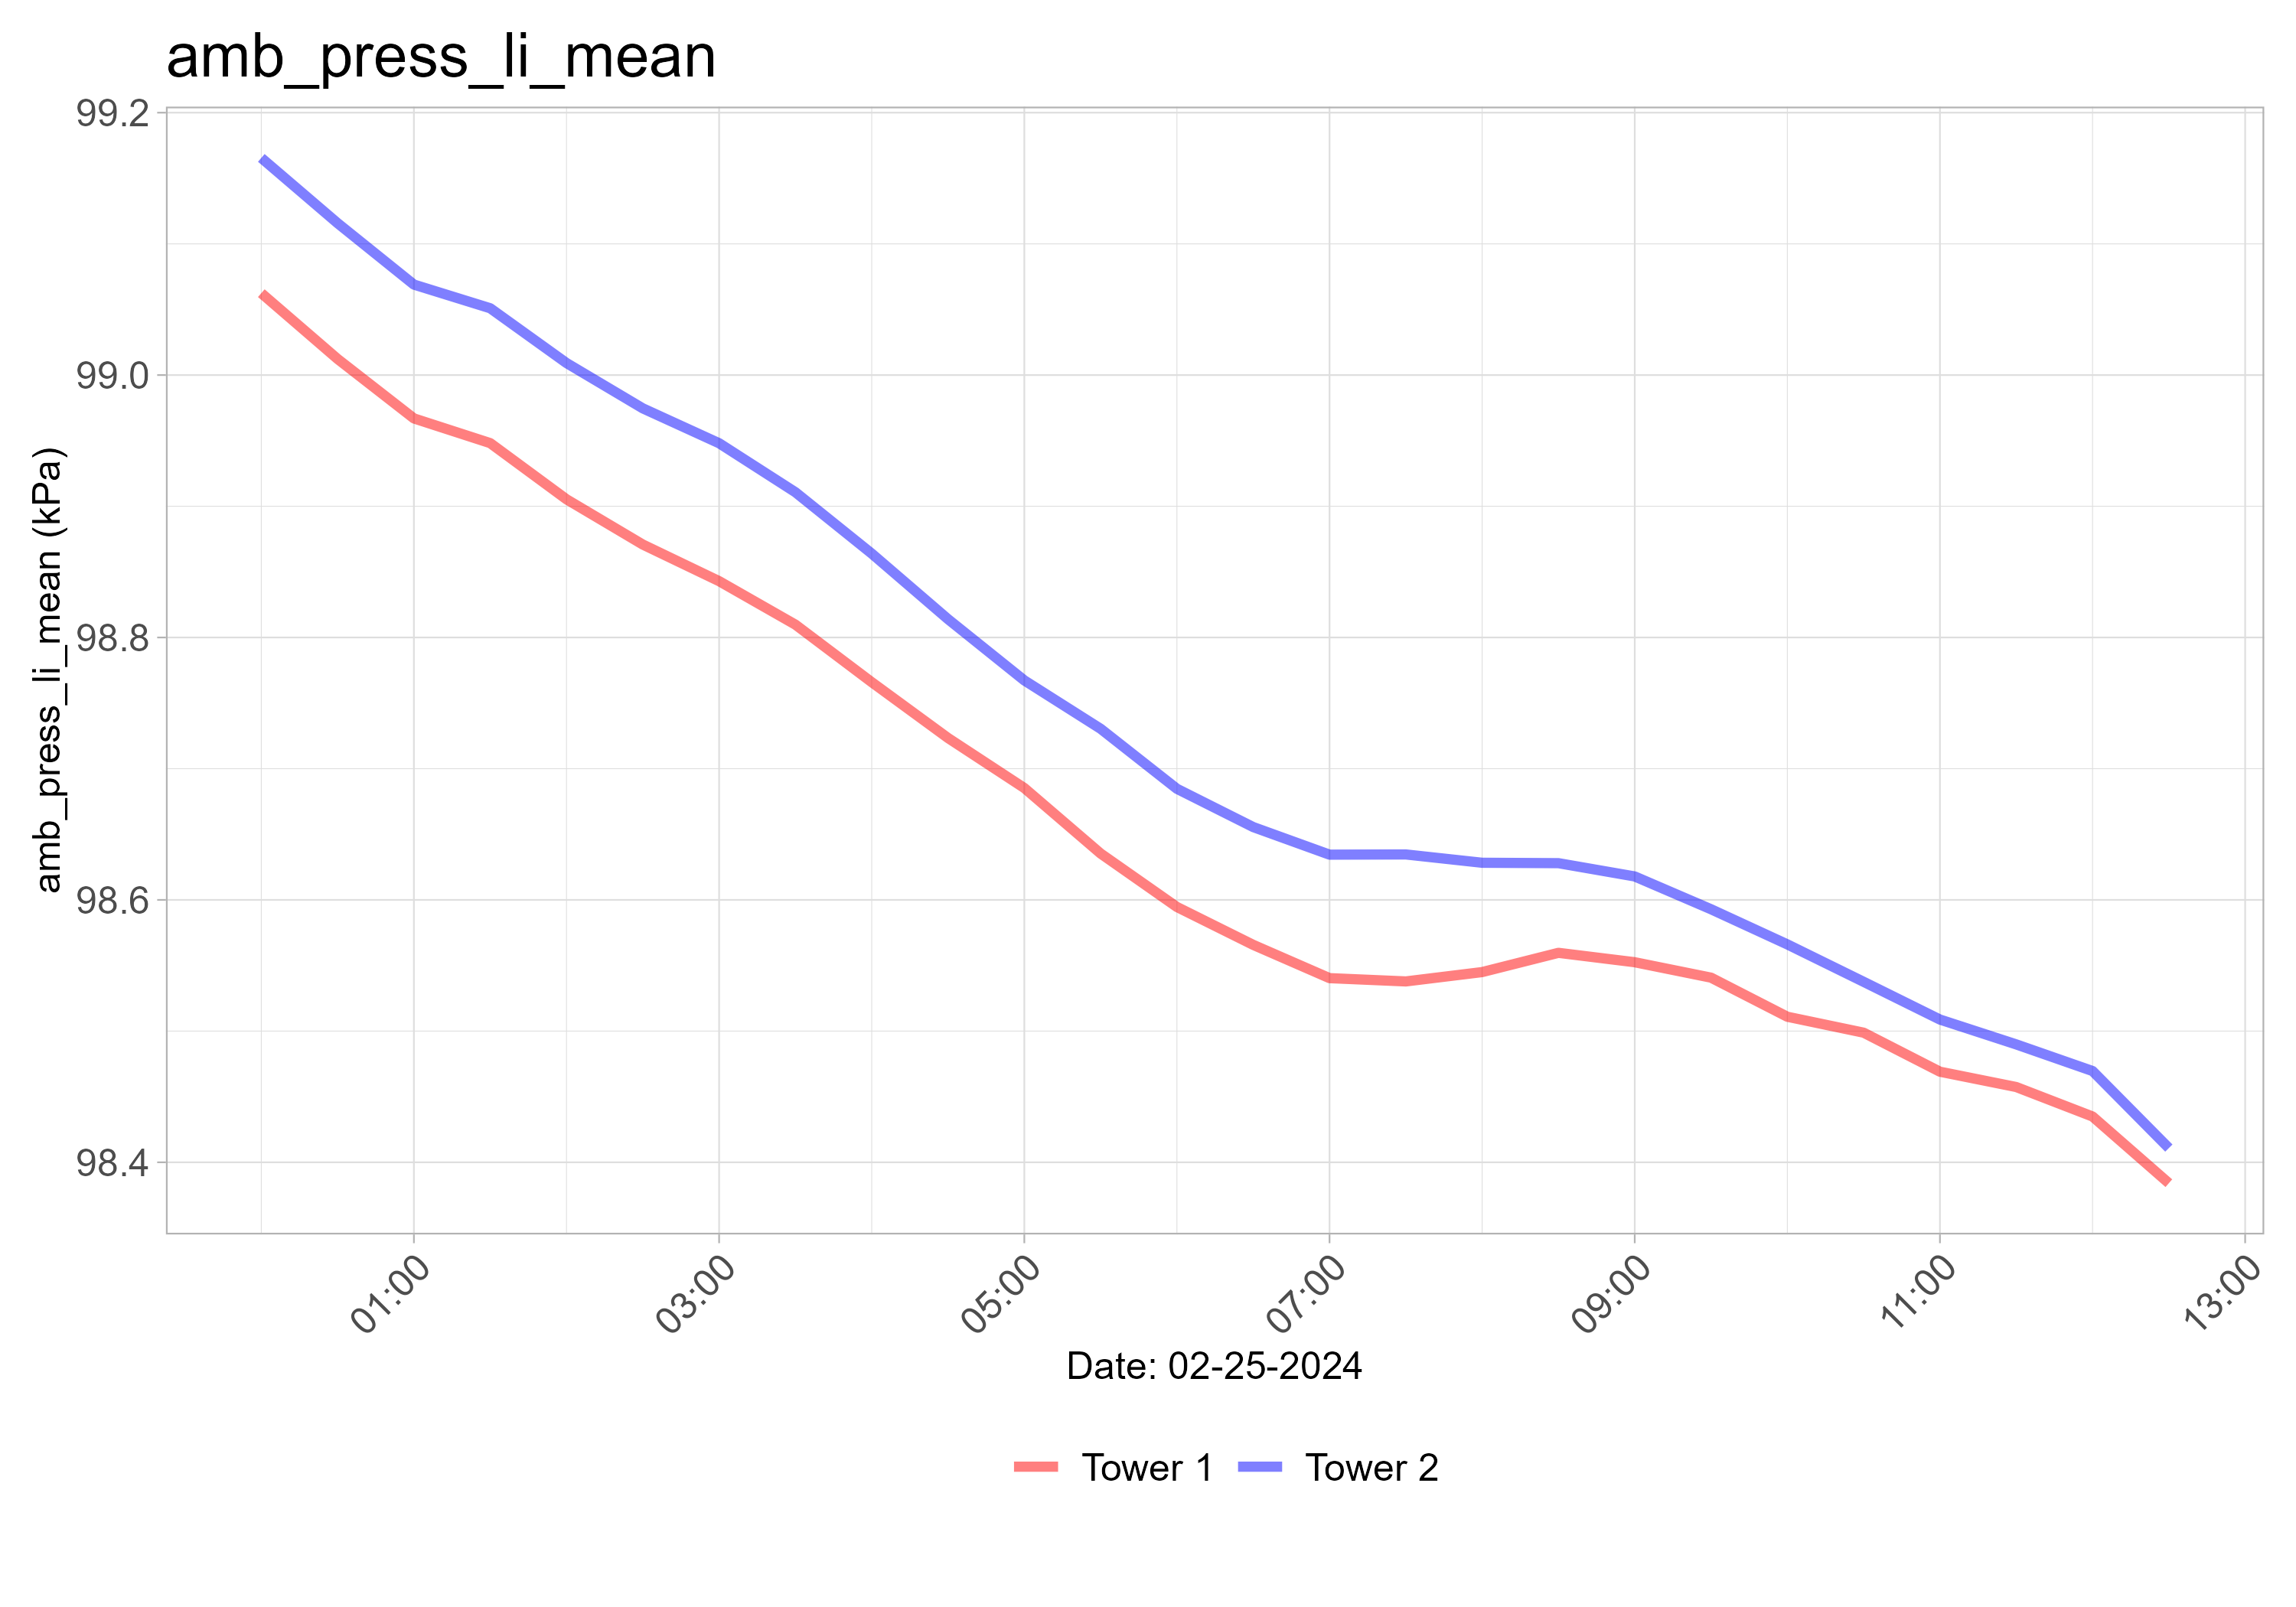 amb_press_li_mean
amb_press_li_mean (kPa)
99.2
99.0
98.8
98.6
98.4
01:00
03:00
05:00
07:00
09:00
11:00
13:00
Date: 02-25-2024
Tower 1
Tower 2